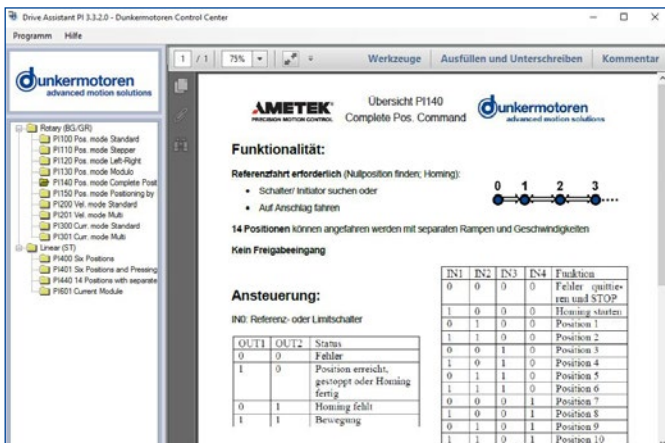 Drive Assistant PI 3.3.2.0 - Dunkermotoren Control Center
Programm Hilfe
dunkermotoren
advanced motion solutions
Rotary (BG/GR)
PI100 Pos. mode Standard
PI110 Pos. mode Stepper
PI120 Pos. mode Left-Right
PI130 Pos. mode Modulo
PI140 Pos. mode Complete Posit
PI150 Pos. mode Positioning by
PI200 Vel. mode Standard
PI201 Vel. mode Multi
PI300 Curr. mode Standard
PI301 Curr. mode Multi
Linear (ST)
PI400 Six Positions
PI401 Six Positions and Pressing
PI440 14 Positions with separate
PI601 Current Module
1 / 1 75% Werkzeuge Ausfüllen und Unterschreiben Kommentar
AMETEK
PRECISION MOTION CONTROL
Übersicht PI140
Complete Pos. Command
dunkermotoren
advanced motion solutions
Funktionalität:
Referenzfahrt erforderlich (Nullposition finden; Homing):
• Schalter/ Initiator suchen oder
• Auf Anschlag fahren
0 1 2 3
14 Positionen können angefahren werden mit separaten Rampen und Geschwindigkeiten
Kein Freigabeeingang
Ansteuerung:
IN0: Referenz- oder Limitschalter
OUT1 OUT2 Status
0 0 Fehler
1 0 Position erreicht,
gestoppt oder Homing
fertig
0 1 Homing fehlt
1 1 Bewegung
IN1 IN2 IN3 IN4 Funktion
0 0 0 0 Fehler quittie-
ren und STOP
1 0 0 0 Homing starten
0 1 0 0 Position 1
1 1 0 0 Position 2
0 0 1 0 Position 3
1 0 1 0 Position 4
0 1 1 0 Position 5
1 1 1 0 Position 6
0 0 0 1 Position 7
1 0 0 1 Position 8
0 1 0 1 Position 9
1 1 0 1 Position 10